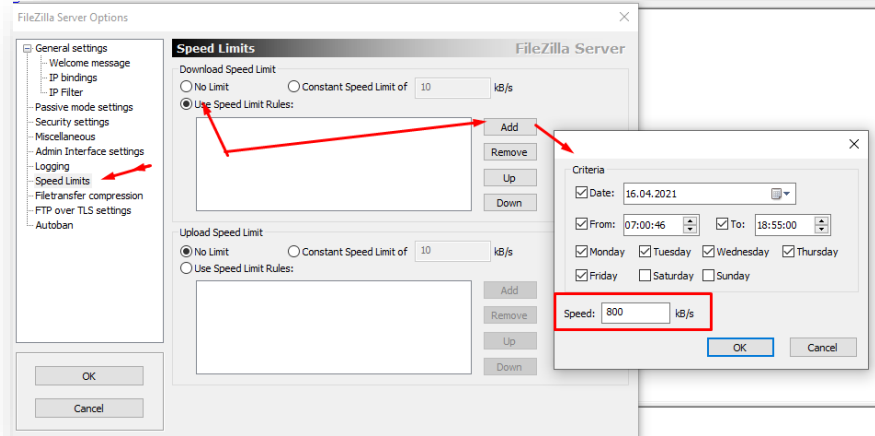 FileZilla Server Options
General settings
Welcome message
IP bindings
IP Filter
Passive mode settings
Security settings
Miscellaneous
Admin Interface settings
Logging
Speed Limits
Filetransfer compression
FTP over TLS settings
Autoban
OK
Cancel
Speed Limits FileZilla Server
Download Speed Limit
No Limit Constant Speed Limit of 10 kB/s
Use Speed Limit Rules:
Add
Remove
Up
Down
Upload Speed Limit
No Limit Constant Speed Limit of 10 kB/s
Use Speed Limit Rules:
Add
Remove
Up
Down
Criteria
Date: 16.04.2021
From: 07:00:46 To: 18:55:00
Monday Tuesday Wednesday Thursday
Friday Saturday Sunday
Speed: 800 kB/s
OK Cancel